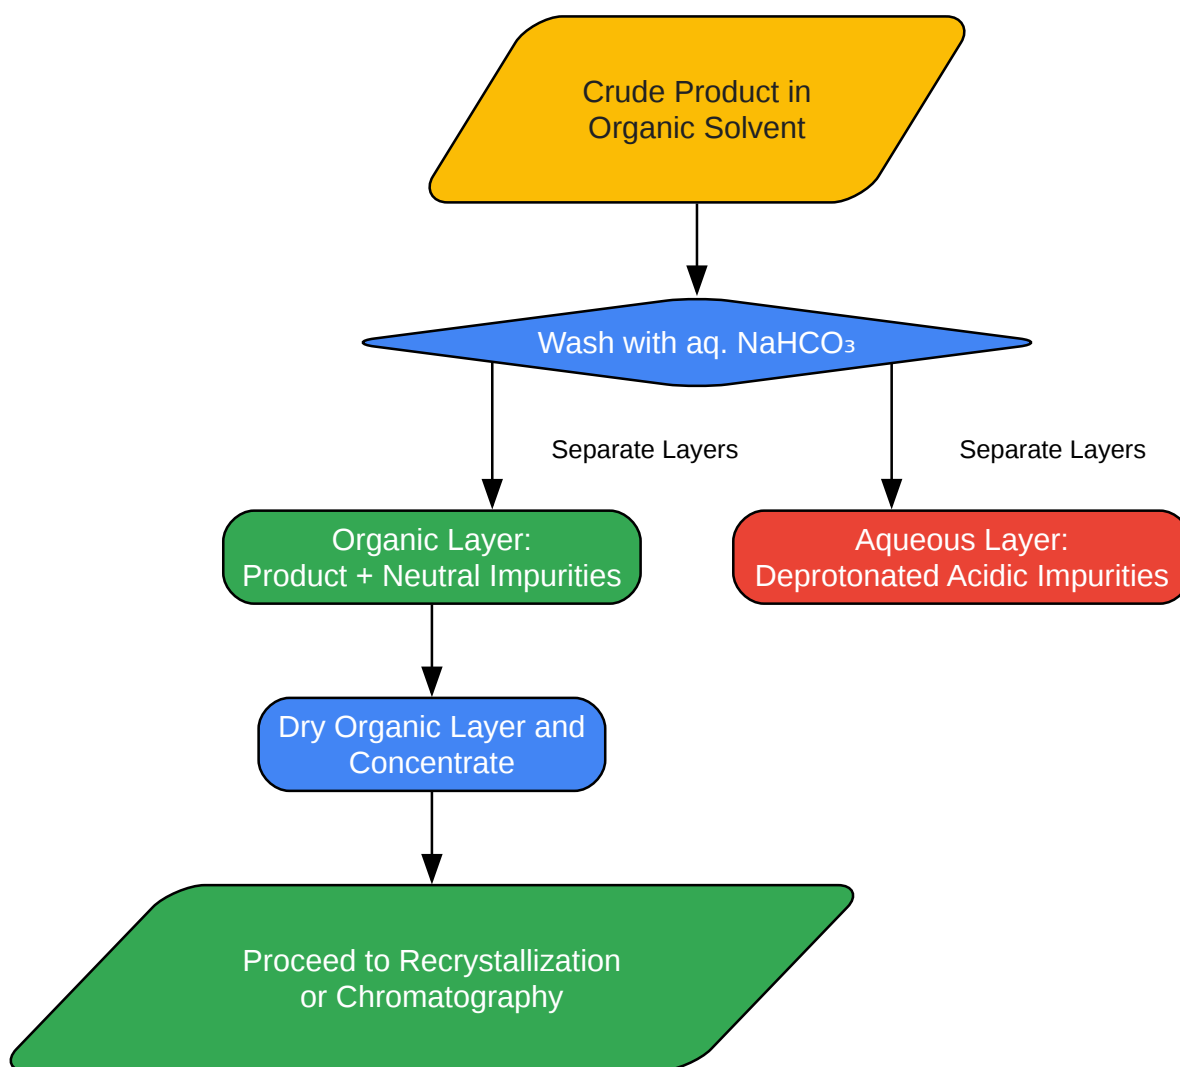 Crude Product in
Organic Solvent
Wash with aq. NaHCO₃
Separate Layers
Separate Layers
Organic Layer:
Product + Neutral Impurities
Aqueous Layer:
Deprotonated Acidic Impurities
Dry Organic Layer and
Concentrate
Proceed to Recrystallization
or Chromatography